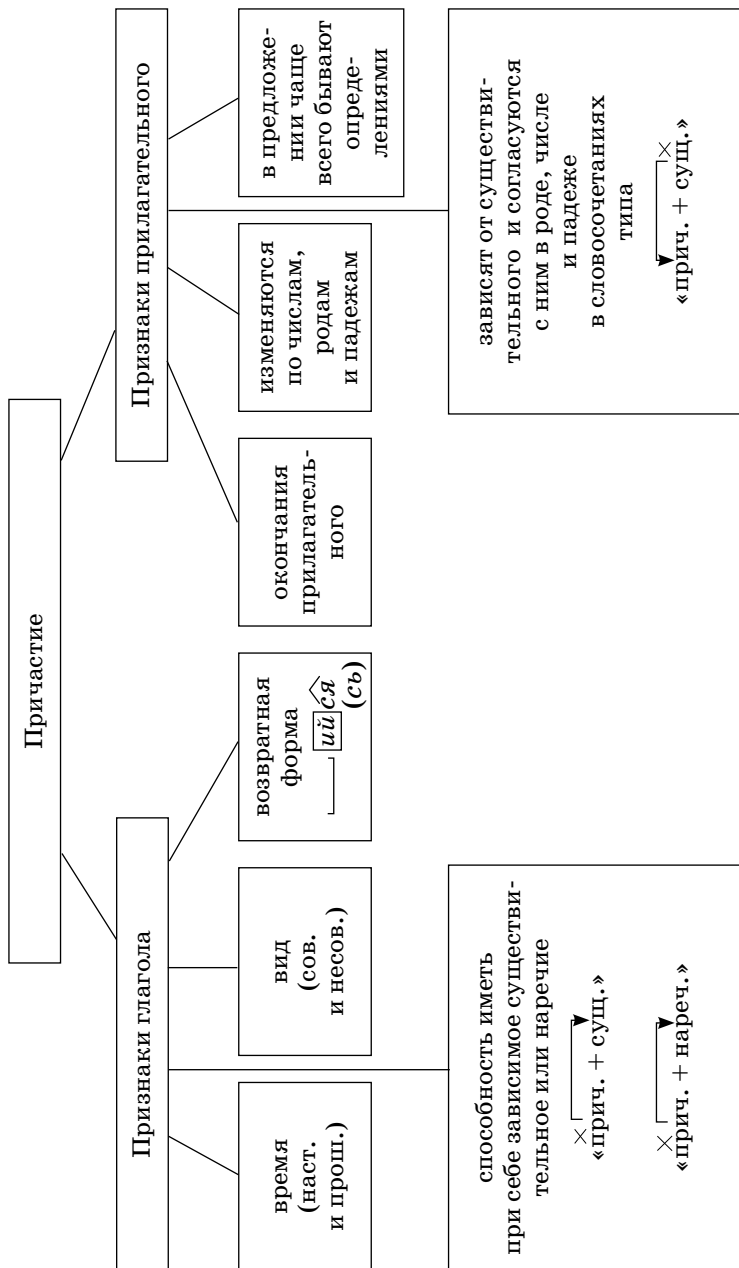 Причастие
Признаки глагола
время
(наст.
и прош.)
вид
(сов.
и несов.)
возвратная
форма
ий ся
(сь)
способность иметь
при себе зависимое существи-
тельное или наречие
«прич. + сущ.»
«прич. + нареч.»
Признаки прилагательного
окончания
прилагатель-
ного
изменяются
по числам,
родам
и падежам
в предложе-
нии чаще
всего бывают
опреде-
лениями
зависят от существи-
тельного и согласуются
с ним в роде, числе
и падеже
в словосочетаниях
типа
«прич. + сущ.»